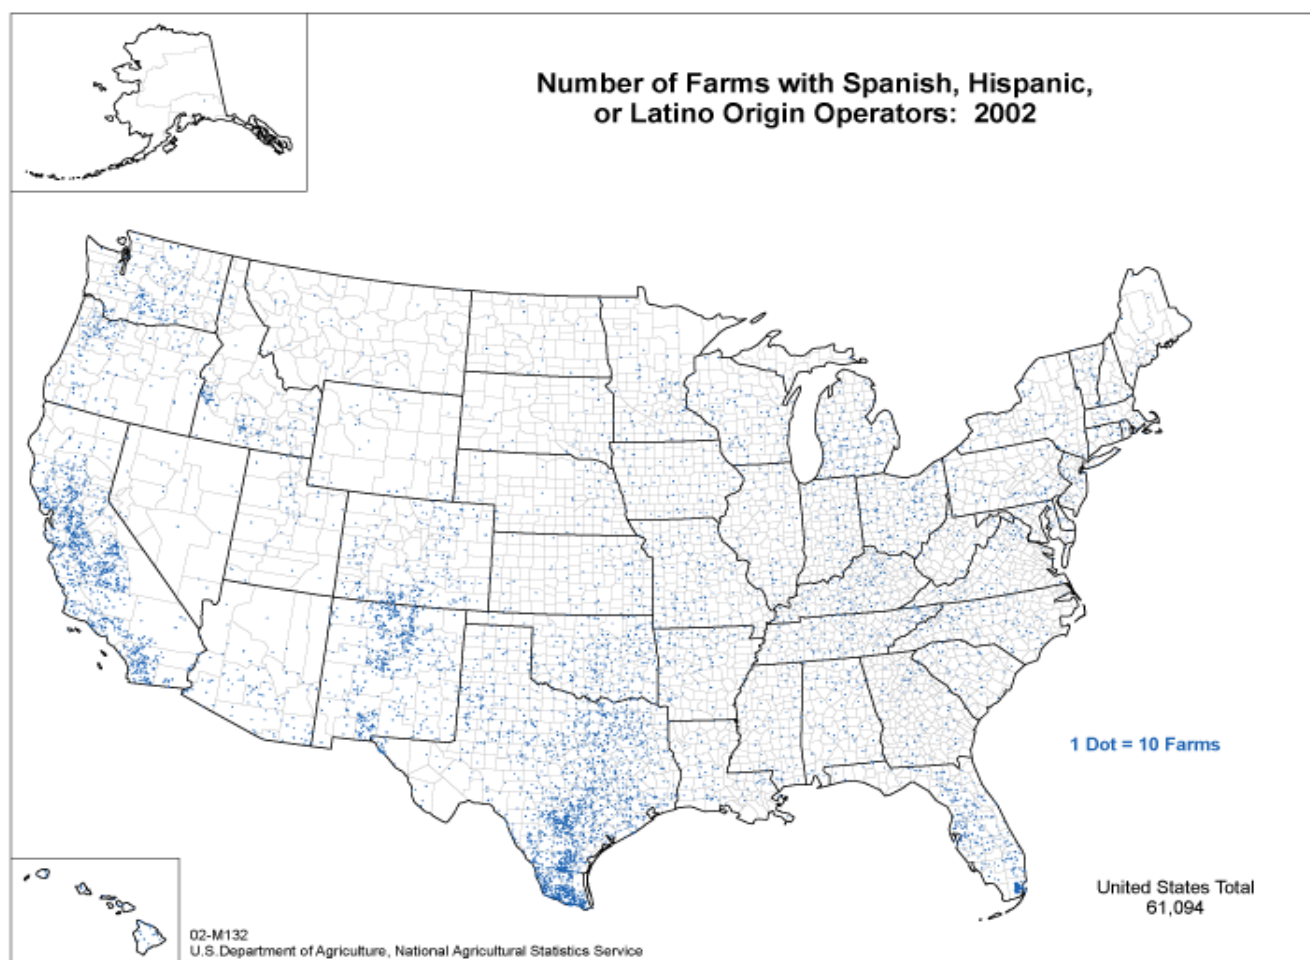 Number of Farms with Spanish, Hispanic,
or Latino Origin Operators: 2002
1 Dot = 10 Farms
United States Total
61,094
02-M132
U.S.Department of Agriculture, National Agricultural Statistics Service